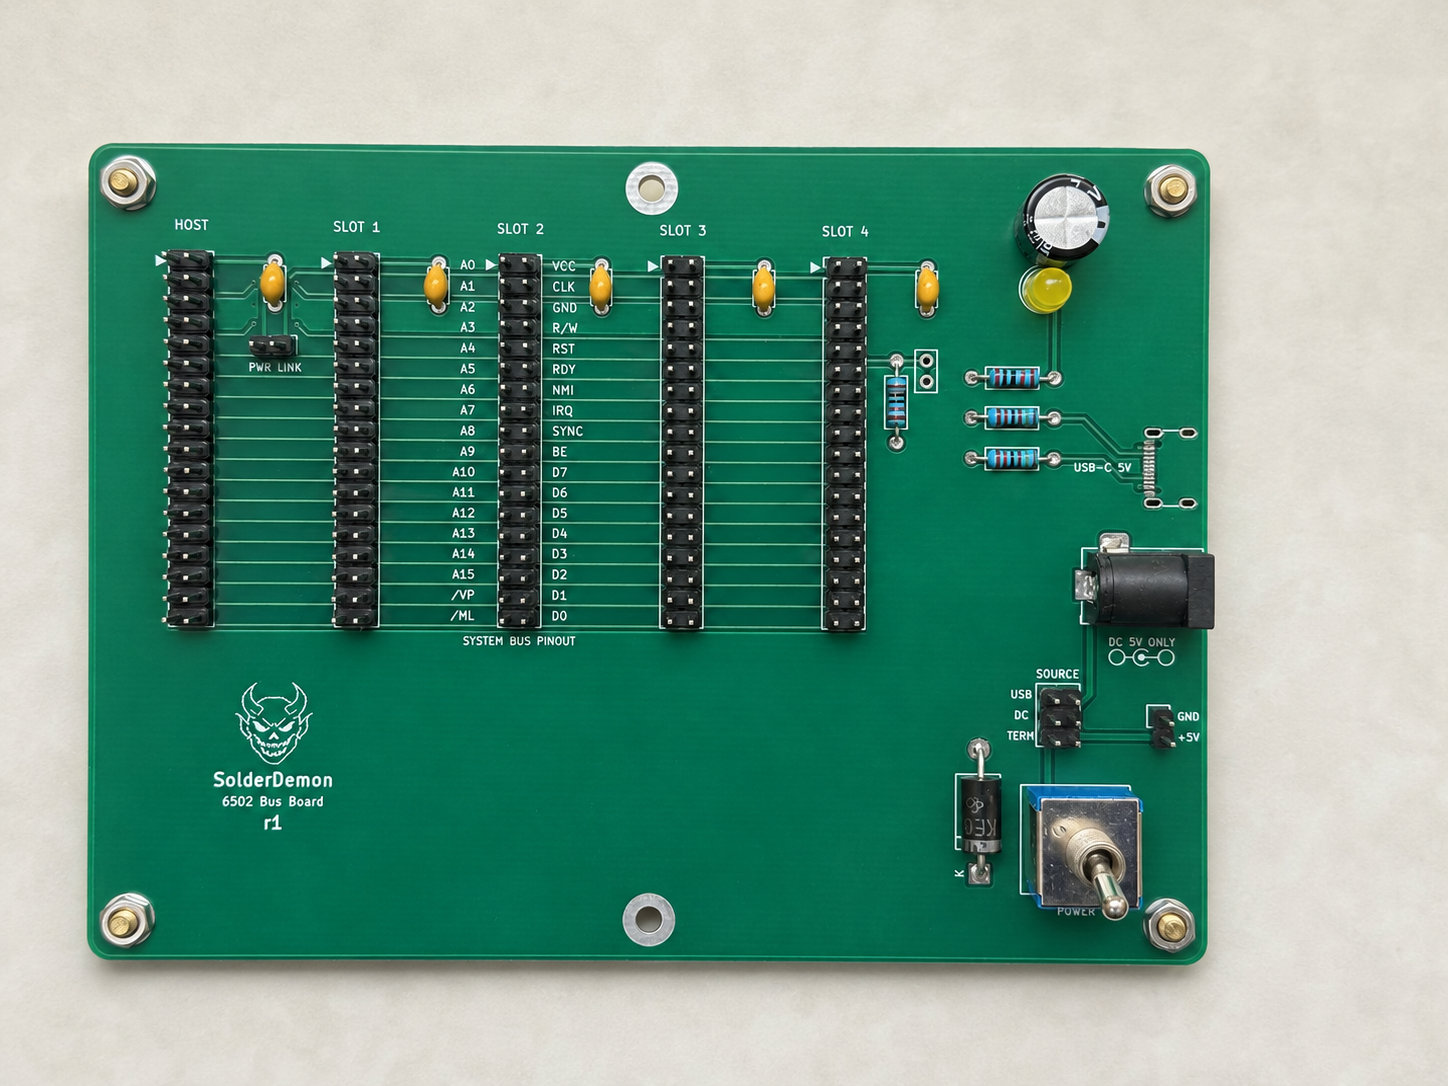 HOST
SLOT 1
SLOT 2
SLOT 3
SLOT 4
A0 VCC
A1 CLK
A2 GND
A3 R/W
A4 RST
A5 RDY
A6 NMI
A7 IRQ
A8 SYNC
A9 BE
A10 D7
A11 D6
A12 D5
A13 D4
A14 D3
A15 D2
/VP D1
/ML D0
SYSTEM BUS PINOUT
PWR LINK
USB-C 5V
DC 5V ONLY
SOURCE
USB
DC
TERM
GND
+5V
K
POWER
SolderDemon
6502 Bus Board
r1